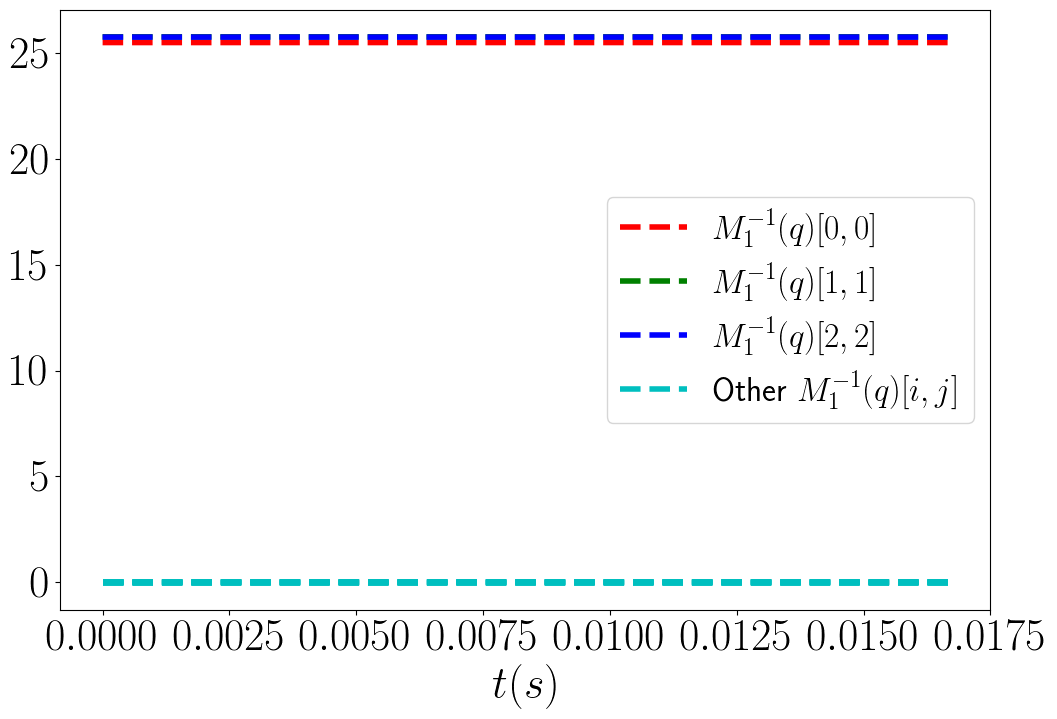 25
20
15
10
5
0
$M_1^{-1}(q)[0,0]$
$M_1^{-1}(q)[1,1]$
$M_1^{-1}(q)[2,2]$
Other $M_1^{-1}(q)[i,j]$
0.0000 0.0025 0.0050 0.0075 0.0100 0.0125 0.0150 0.0175
$t(s)$